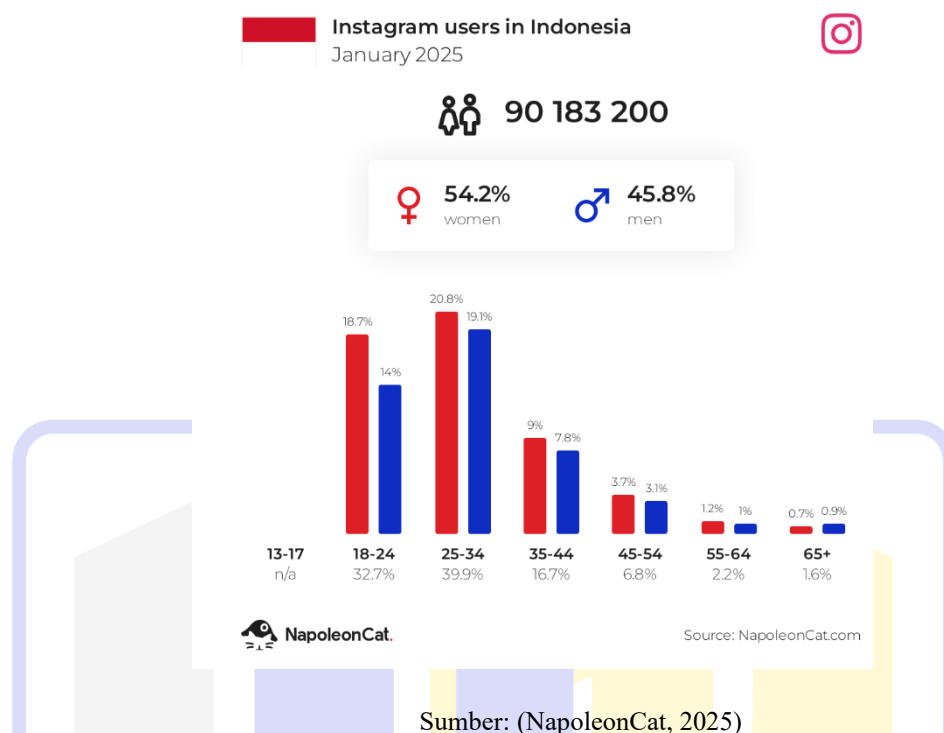 Instagram users in Indonesia
January 2025
90 183 200
54.2% 45.8%
women men
20.8%
18.7% 19.1%
14%
9%
7.8%
3.7% 3.1%
1.2% 1% 0.7% 0.9%
13-17 18-24 25-34 35-44 45-54 55-64 65+
n/a 32.7% 39.9% 16.7% 6.8% 2.2% 1.6%
NapoleonCat. Source: NapoleonCat.com
Sumber: (NapoleonCat, 2025)